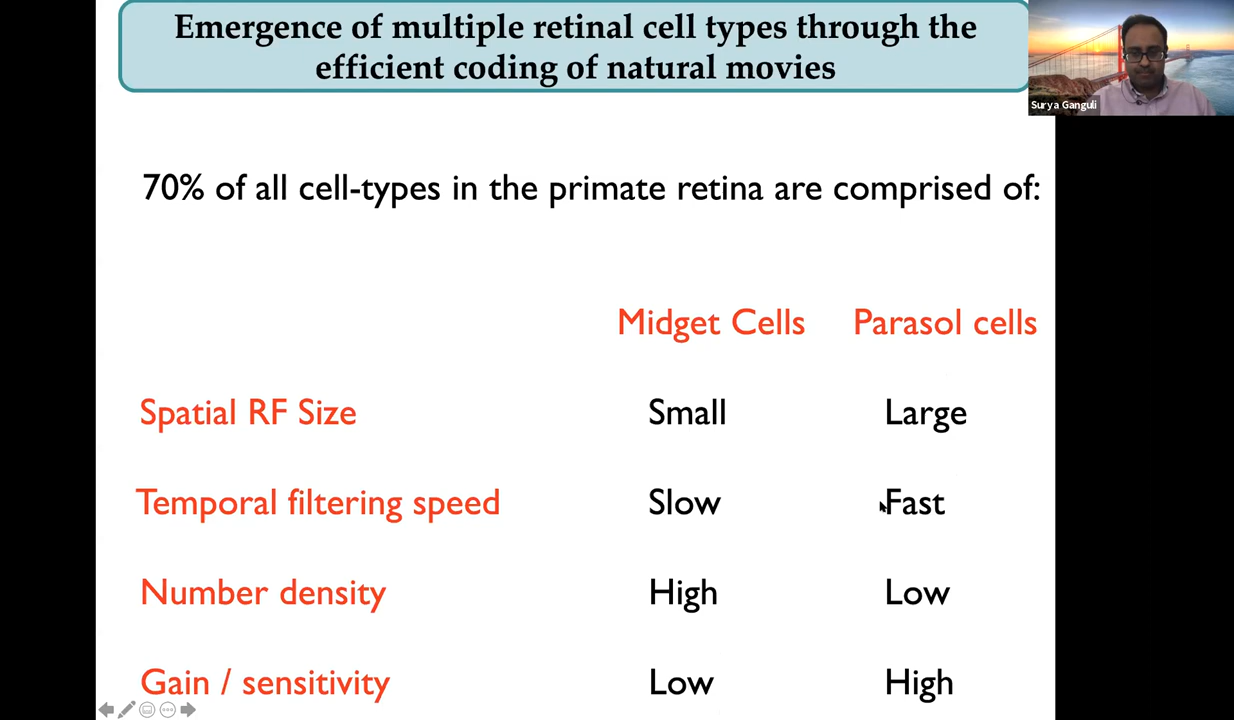 Emergence of multiple retinal cell types through the
efficient coding of natural movies
Surya Ganguli
70% of all cell-types in the primate retina are comprised of:
Midget Cells Parasol cells
Spatial RF Size Small Large
Temporal filtering speed Slow Fast
Number density High Low
Gain / sensitivity Low High